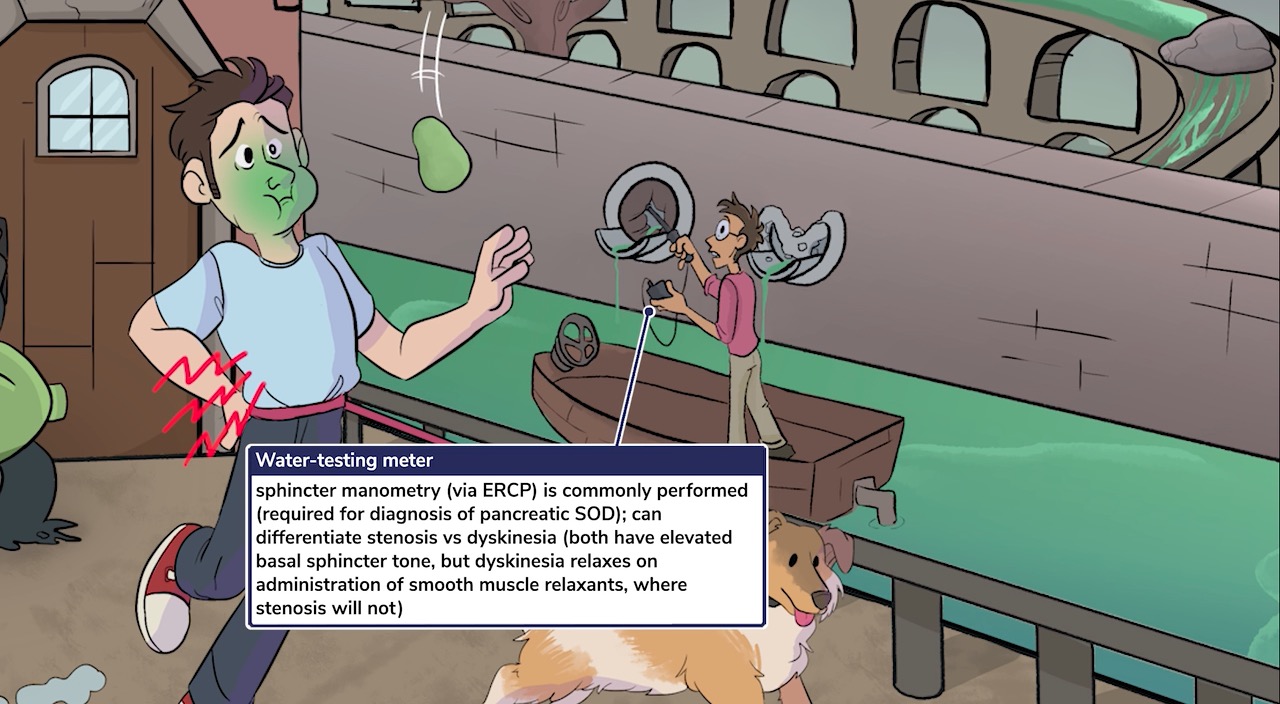 Water-testing meter
sphincter manometry (via ERCP) is commonly performed
(required for diagnosis of pancreatic SOD); can
differentiate stenosis vs dyskinesia (both have elevated
basal sphincter tone, but dyskinesia relaxes on
administration of smooth muscle relaxants, where
stenosis will not)